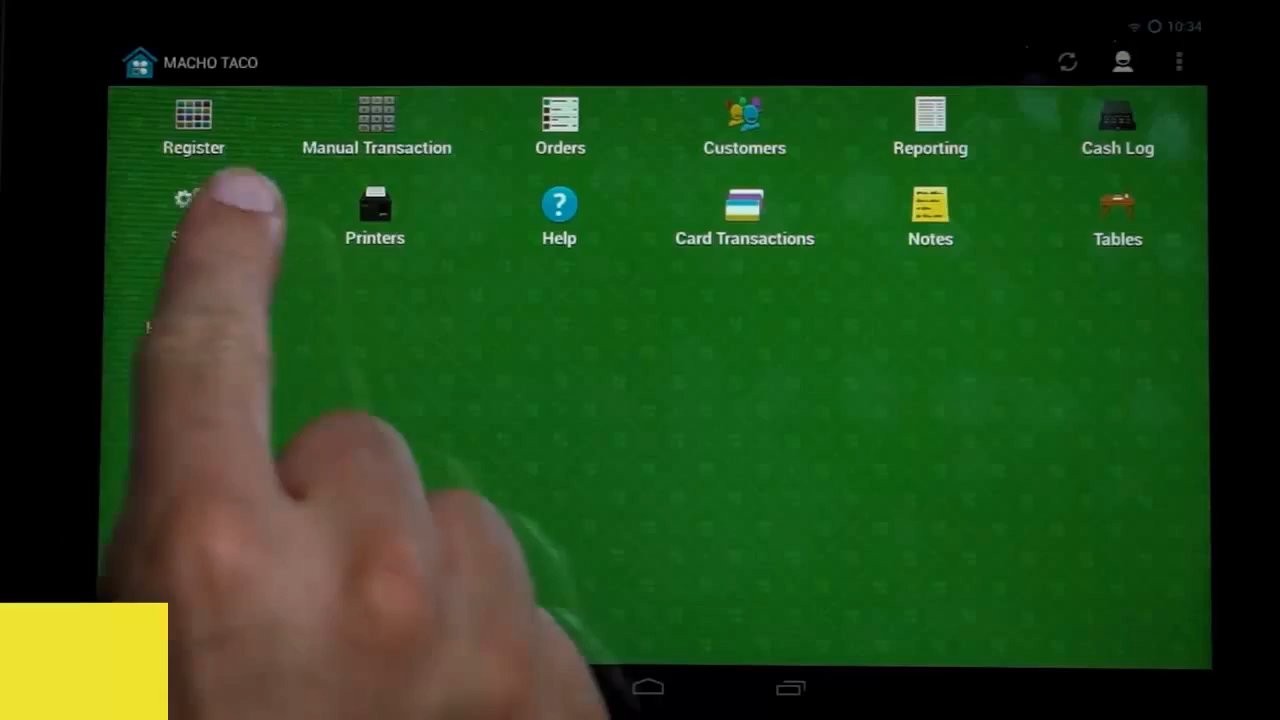 10:34
MACHO TACO
Register
Manual Transaction
Orders
Customers
Reporting
Cash Log
Printers
?
Help
Card Transactions
Notes
Tables